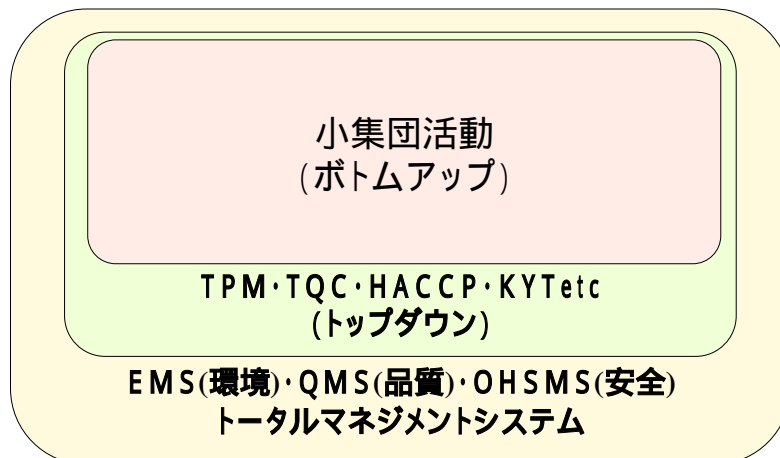 小集団活動
(ボトムアップ)
TPM・TQC・HACCP・KYTetc
(トップダウン)
EMS(環境)・QMS(品質)・OHSMS(安全)
トータルマネジメントシステム